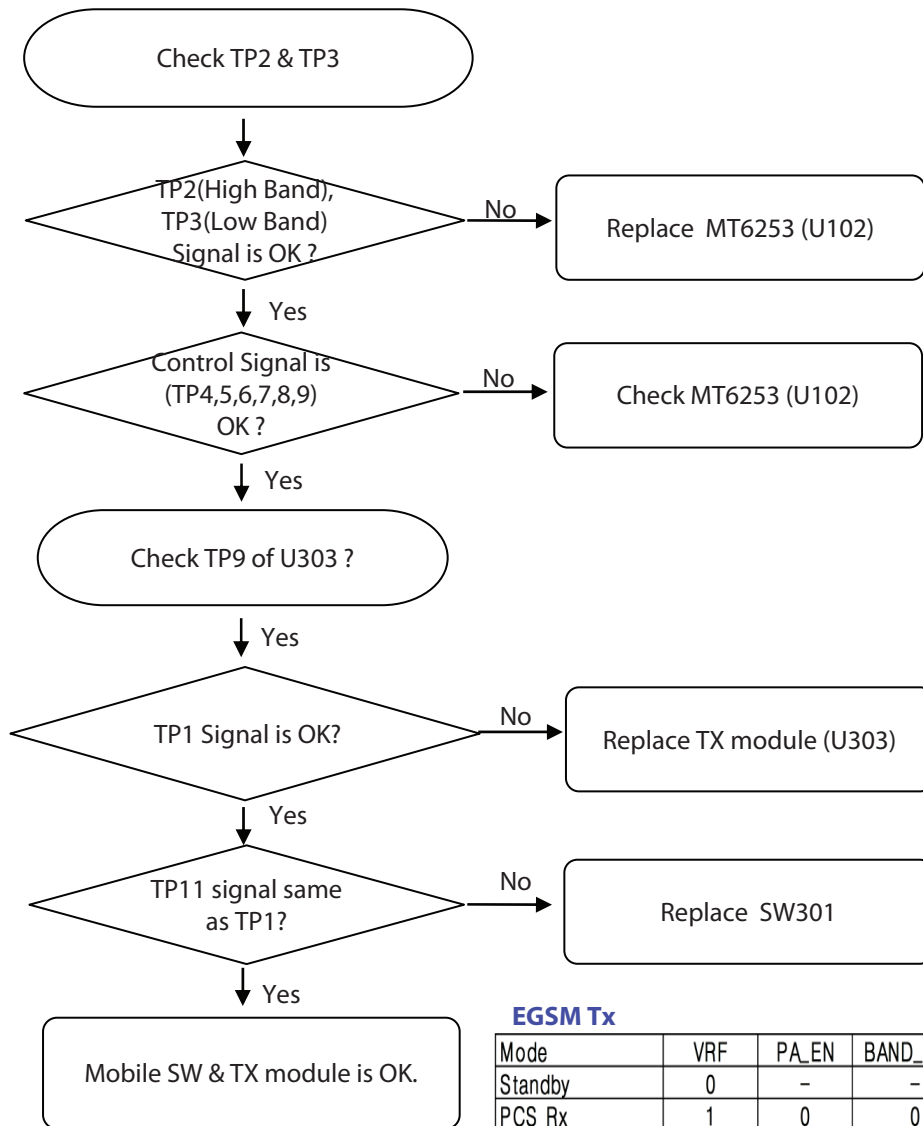 Check TP2 & TP3
TP2(High Band),
TP3(Low Band)
Signal is OK ?
No
Replace MT6253 (U102)
Yes
Control Signal is
(TP4,5,6,7,8,9)
OK ?
No
Check MT6253 (U102)
Yes
Check TP9 of U303 ?
Yes
TP1 Signal is OK?
No
Replace TX module (U303)
Yes
TP11 signal same
as TP1?
No
Replace SW301
Yes
Mobile SW & TX module is OK.
EGSM Tx
Mode VRF PA_EN BAND_
Standby 0 - -
PCS Rx 1 0 0